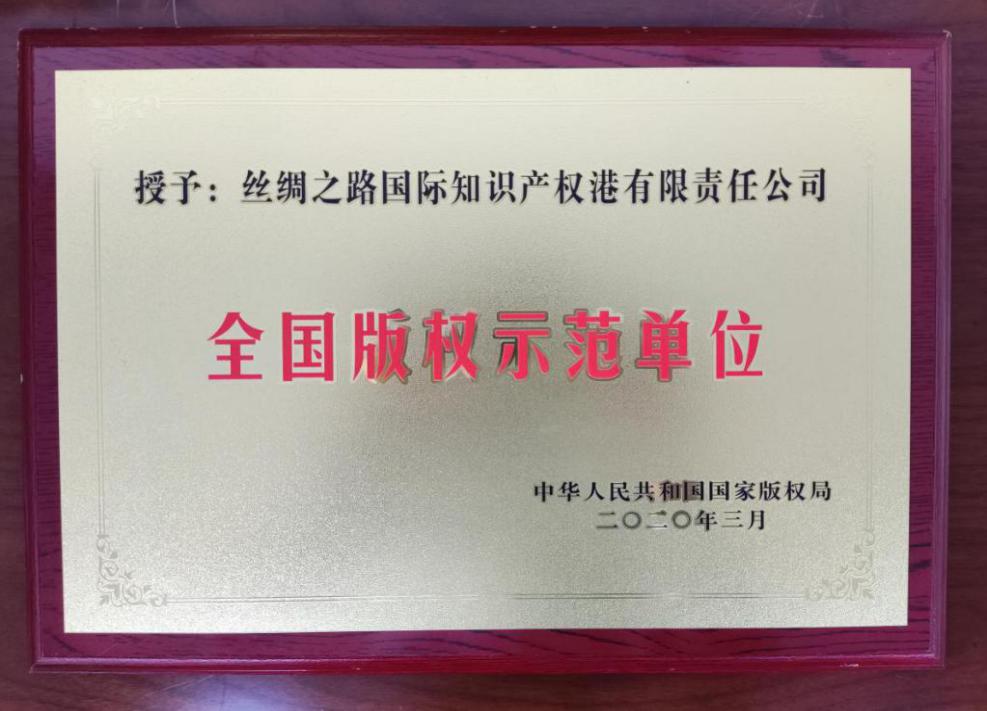 授予：丝绸之路国际知识产权港有限责任公司
全国版权示范单位
中华人民共和国国家版权局
二〇二〇年三月